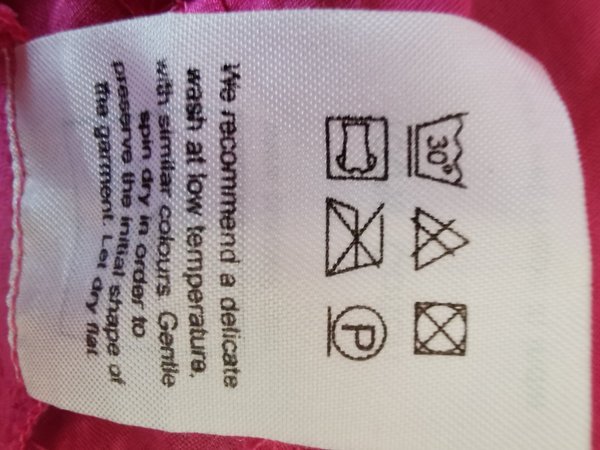 30°
P
We recommend a delicate
wash at low temperature,
with similar colours. Gentle
spin dry in order to
preserve the initial shape of
the garment. Let dry flat